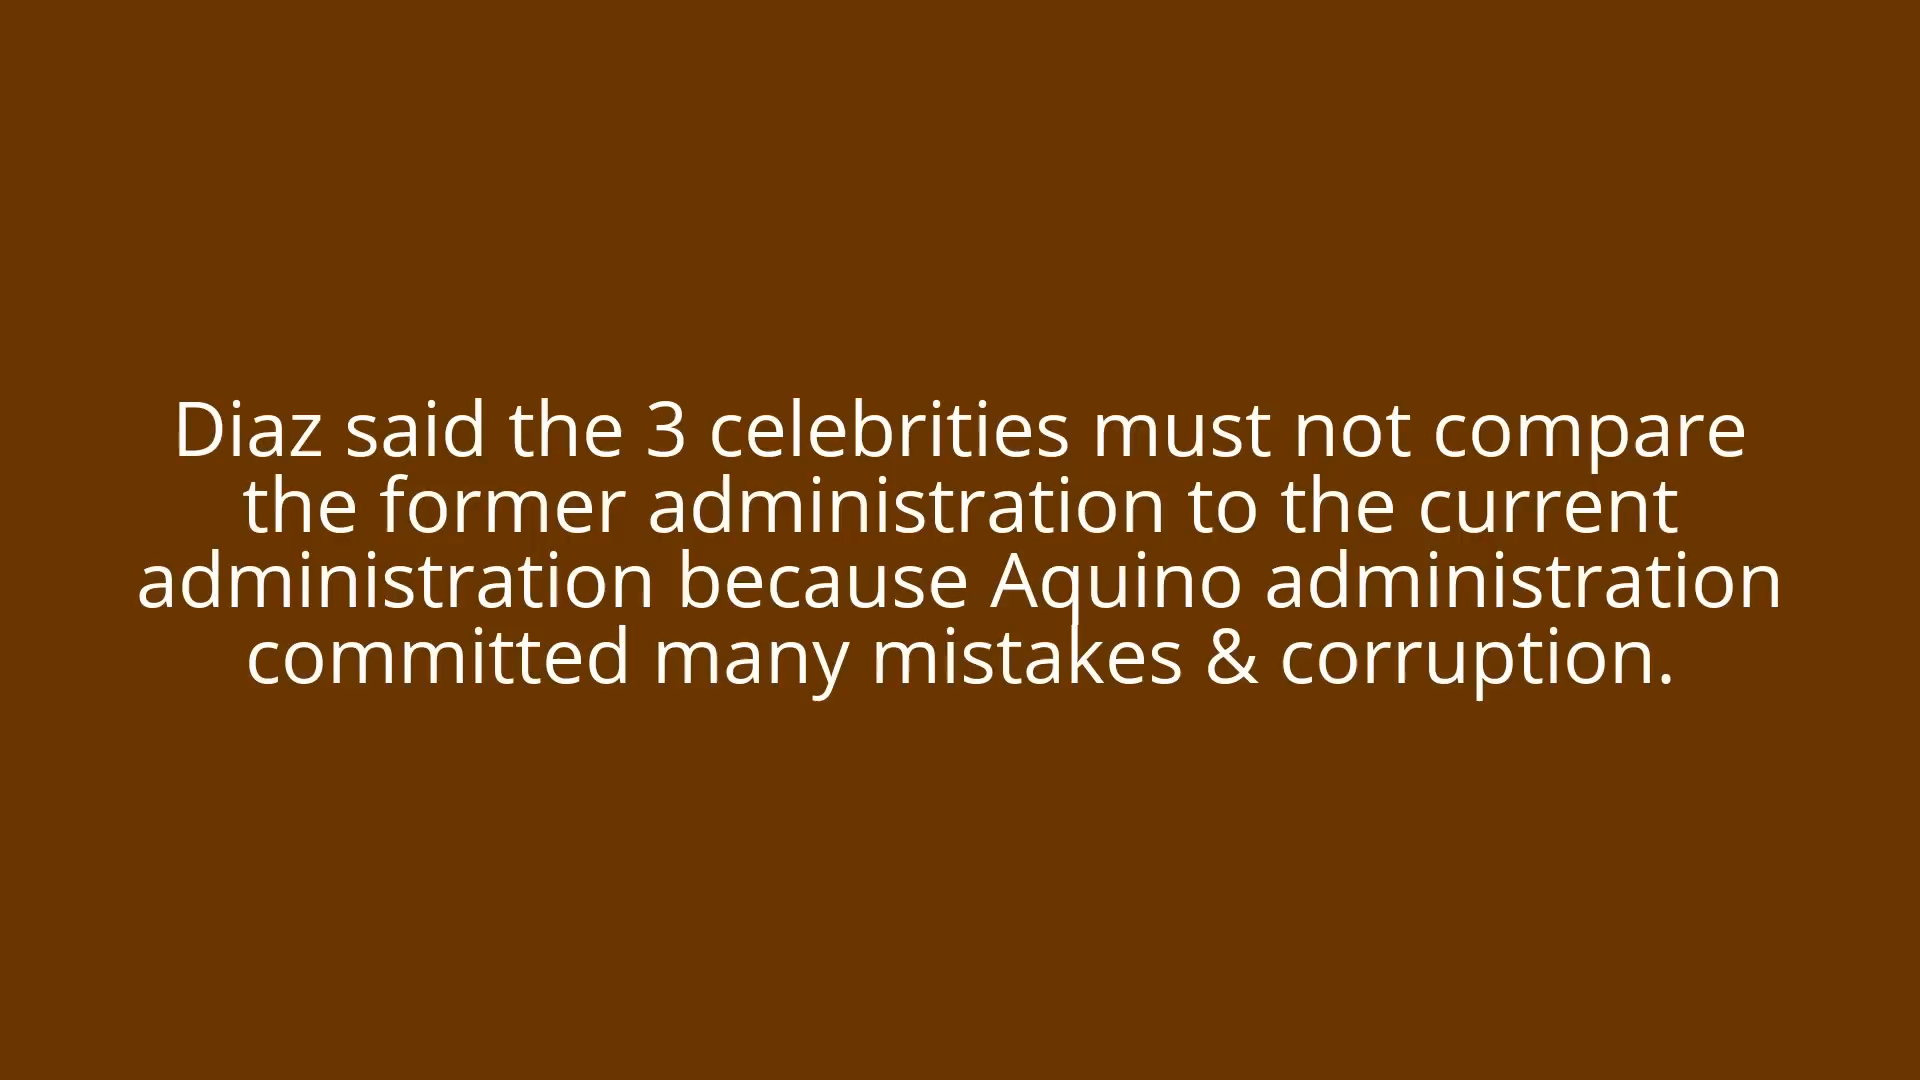 Diaz said the 3 celebrities must not compare
the former administration to the current
administration because Aquino administration
committed many mistakes & corruption.